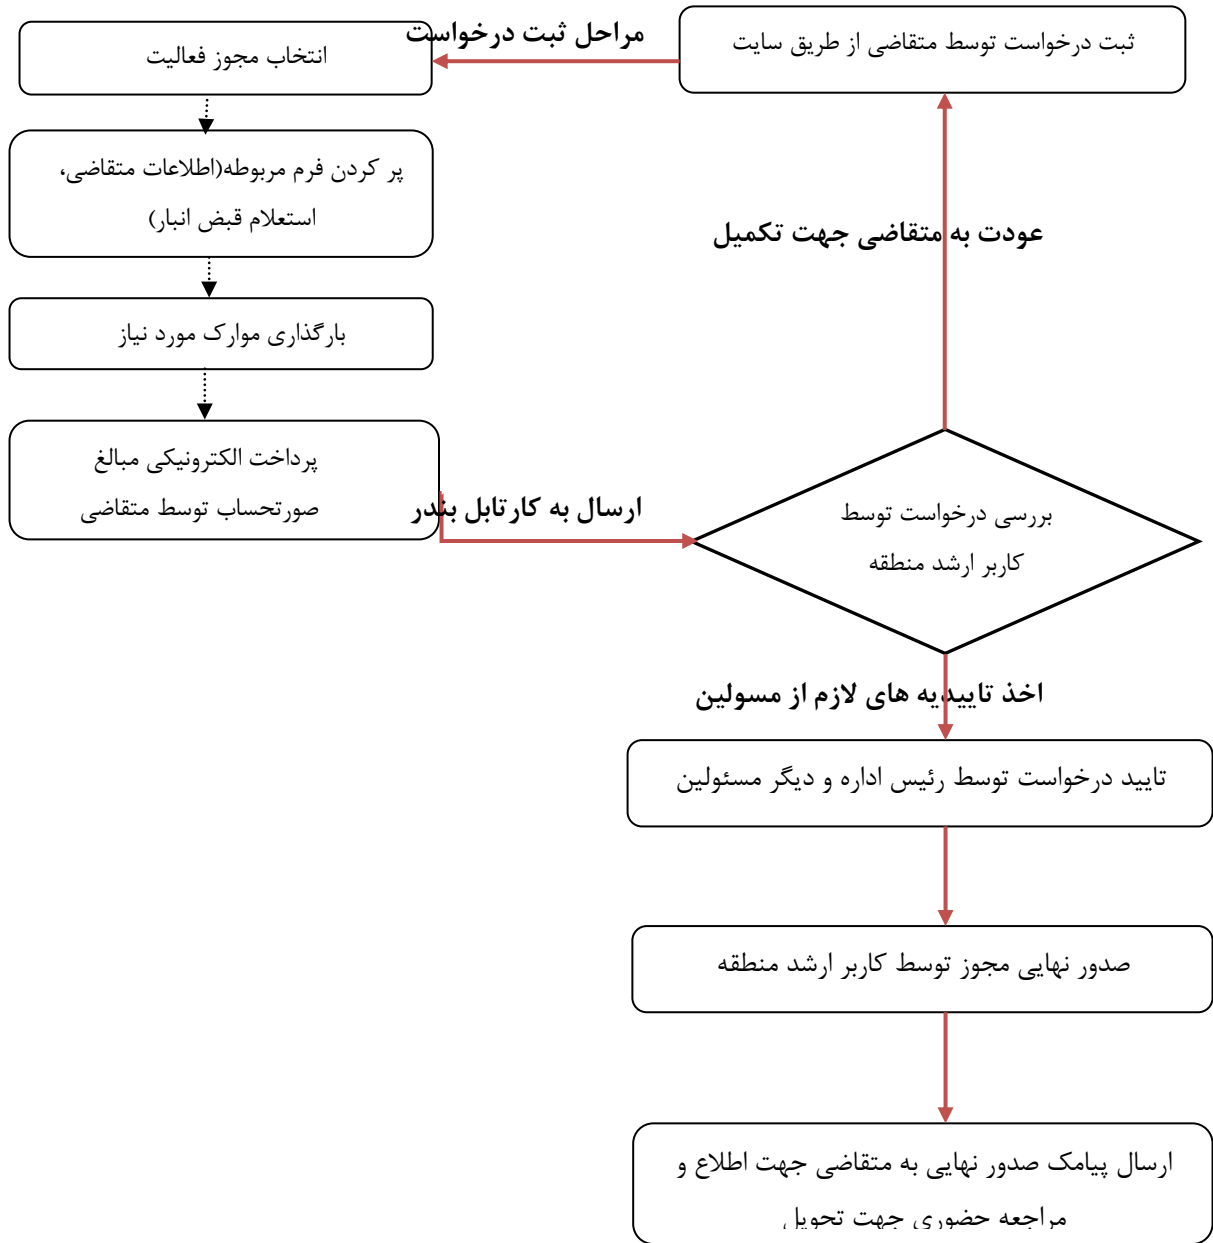 ثبت درخواست توسط متقاضی از طریق سایت
مراحل ثبت درخواست
انتخاب مجوز فعالیت
پر کردن فرم مربوطه(اطلاعات متقاضی،
استعلام قبض انبار)
بارگذاری موارک مورد نیاز
پرداخت الکترونیکی مبالغ
صورتحساب توسط متقاضی
ارسال به کارتابل بندر
بررسی درخواست توسط
کاربر ارشد منطقه
عودت به متقاضی جهت تکمیل
اخذ تاییدیه های لازم از مسولین
تایید درخواست توسط رئیس اداره و دیگر مسئولین
صدور نهایی مجوز توسط کاربر ارشد منطقه
ارسال پیامک صدور نهایی به متقاضی جهت اطلاع و
مراجعه حضوری جهت تحویل